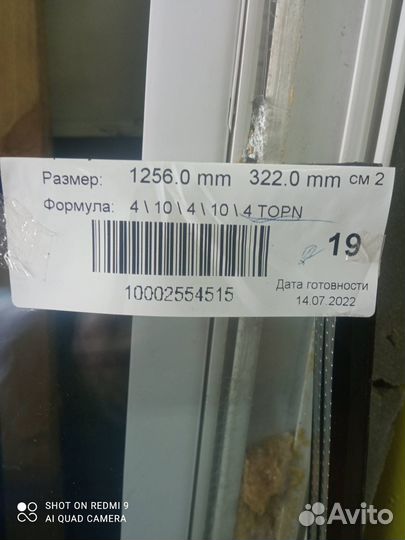 Размер: 1256.0 mm 322.0 mm см 2
Формула: 4 \ 10 \ 4 \ 10 \ 4 TOPN
19
10002554515
Дата готовности
14.07.2022
SHOT ON REDMI 9
AI QUAD CAMERA
Avito